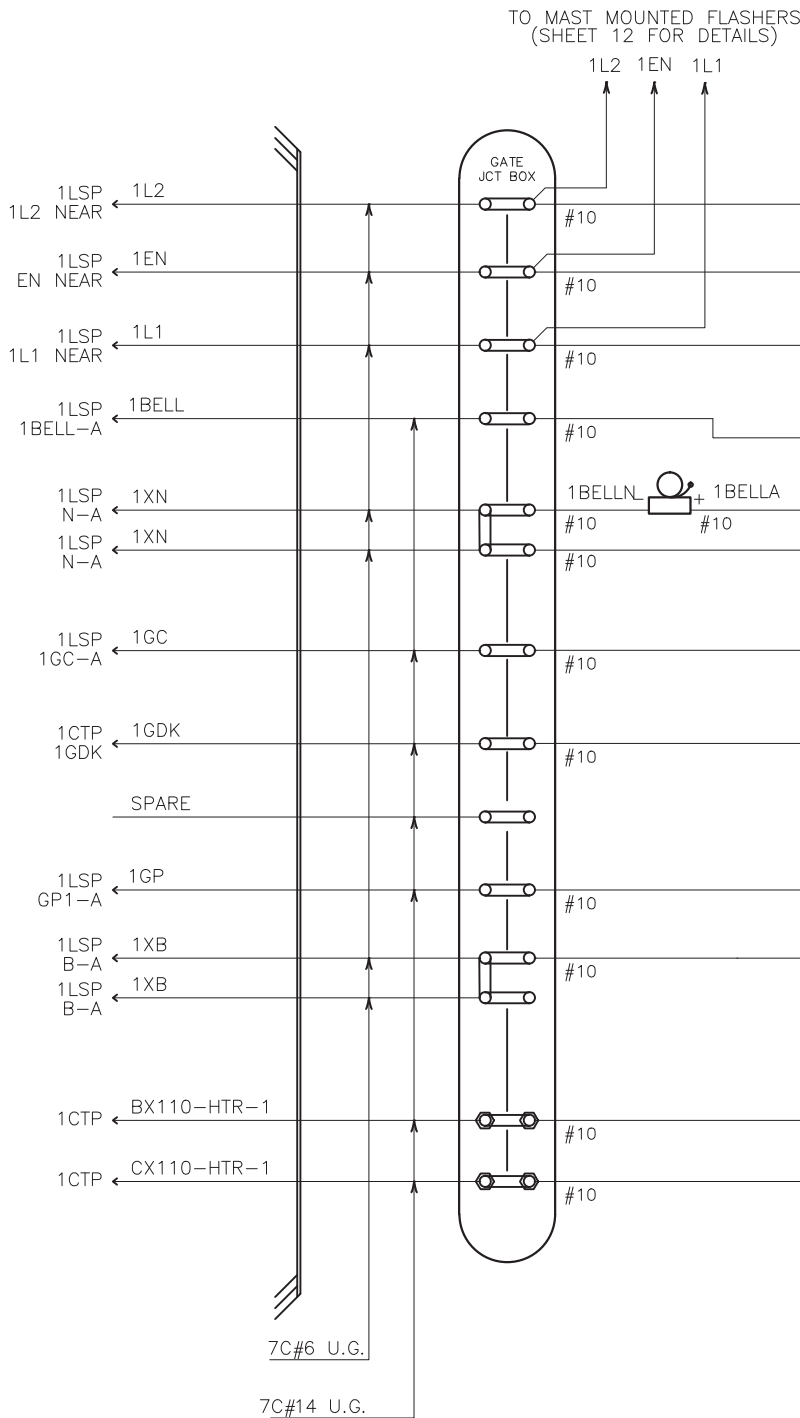 TO MAST MOUNTED FLASHERS
(SHEET 12 FOR DETAILS)
1L2 1EN 1L1
GATE
JCT BOX
1LSP 1L2
1L2 NEAR
#10
1LSP 1EN
EN NEAR
#10
1LSP 1L1
1L1 NEAR
#10
1LSP 1BELL
1BELL-A
#10
1LSP 1XN
N-A
1BELLN - + 1BELLA
#10 #10
1LSP 1XN
N-A
#10
1LSP 1GC
1GC-A
#10
1CTP 1GDK
1GDK
#10
SPARE
1LSP 1GP
GP1-A
#10
1LSP 1XB
B-A
#10
1LSP 1XB
B-A
1CTP BX110-HTR-1
#10
1CTP CX110-HTR-1
#10
7C#6 U.G.
7C#14 U.G.